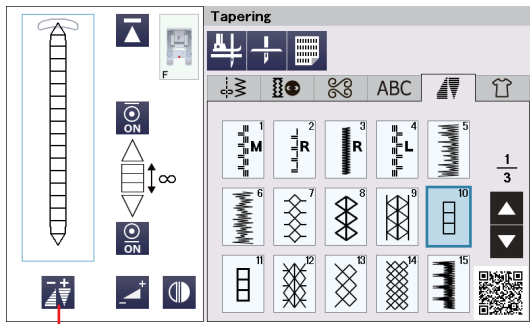 Tapering
F
ABC
ON
∞
ON
1 2 3 4 5
M R R L
1
3
6 7 8 9 10
11 12 13 14 15